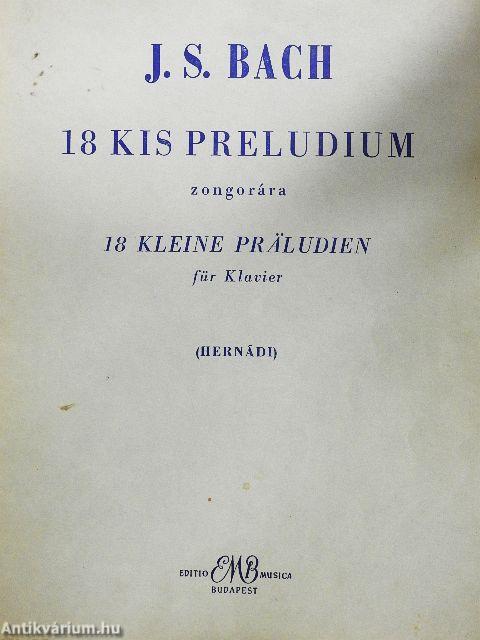 J. S. BACH
18 KIS PRELUDIUM
zongorára
18 KLEINE PRÄLUDIEN
für Klavier
(HERNÁDI)
EDITIO EMB MUSICA
BUDAPEST
Antikvárium.hu